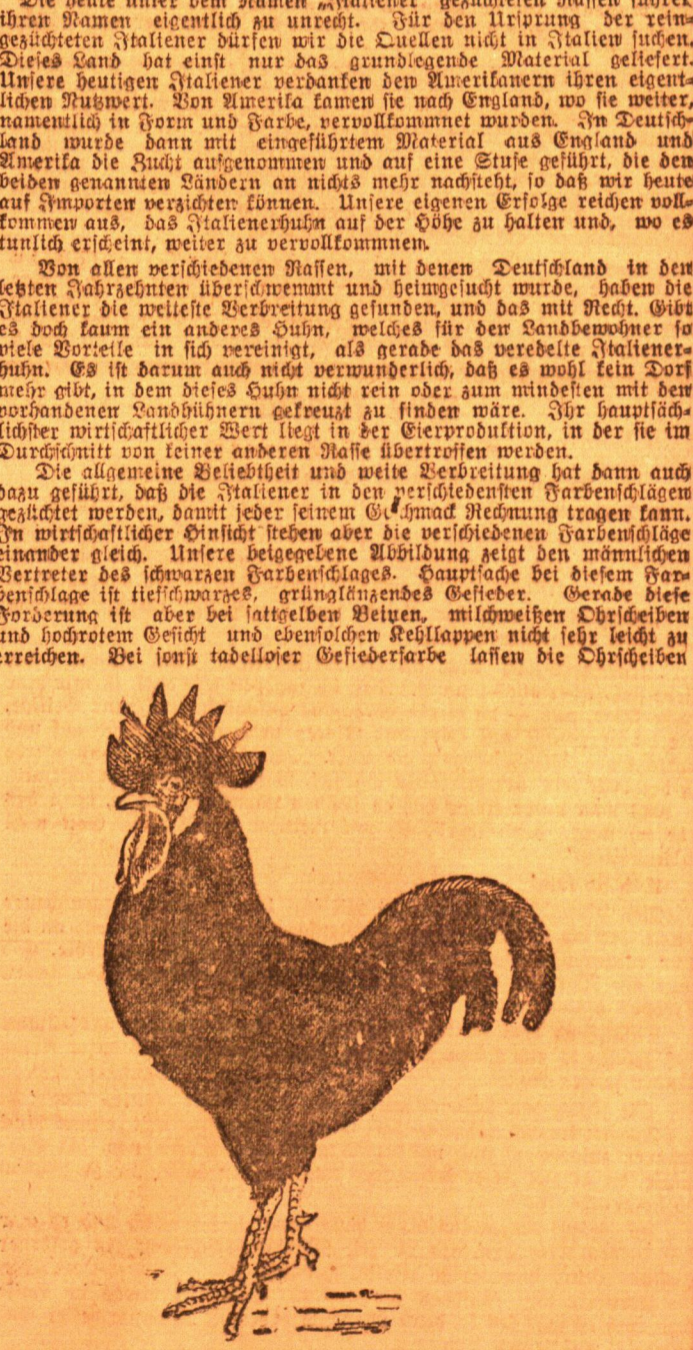 Die heute unter dem Namen „Italiener" gezüchteten Rassen führen
ihren Namen eigentlich zu unrecht. Für den Ursprung der rein-
gezüchteten Italiener dürfen wir die Quellen nicht in Italien suchen.
Dieses Land hat einst nur das grundlegende Material geliefert.
Unsere heutigen Italiener verdanken den Amerikanern ihren eigent-
lichen Nutzwert. Von Amerika kamen sie nach England, wo sie weiter,
namentlich in Form und Farbe, vervollkommnet wurden. In Deutsch-
land wurde dann mit eingeführtem Material aus England und
Amerika die Zucht aufgenommen und auf eine Stufe geführt, die den
beiden genannten Ländern an nichts mehr nachsteht, so daß wir heute
auf Importen verzichten können. Unsere eigenen Erfolge reichen voll-
kommen aus, das Italienerhuhn auf der Höhe zu halten und, wo es
tunlich erscheint, weiter zu vervollkommnen.
Von allen verschiedenen Rassen, mit denen Deutschland in den
letzten Jahrzehnten überschwemmt und heimgesucht wurde, haben die
Italiener die weiteste Verbreitung gefunden, und das mit Recht. Gibt
es doch kaum ein anderes Huhn, welches für den Landbewohner so
viele Vorteile in sich vereinigt, als gerade das veredelte Italiener-
huhn. Es ist darum auch nicht verwunderlich, daß es wohl kein Dorf
mehr gibt, in dem dieses Huhn nicht rein oder zum mindesten mit den
vorhandenen Landhühnern gekreuzt zu finden wäre. Ihr hauptsäch-
lichster wirtschaftlicher Wert liegt in der Eierproduktion, in der sie im
Durchschnitt von keiner anderen Rasse übertroffen werden.
Die allgemeine Beliebtheit und weite Verbreitung hat dann auch
dazu geführt, daß die Italiener in den verschiedensten Farbenschlägen
gezüchtet werden, damit jeder seinem Geschmack Rechnung tragen kann.
In wirtschaftlicher Hinsicht stehen aber die verschiedenen Farbenschläge
einander gleich. Unsere beigegebene Abbildung zeigt den männlichen
Vertreter des schwarzen Farbenschlages. Hauptsache bei diesem Far-
benschlage ist tiefschwarzes, grünglänzendes Gefieder. Gerade diese
Forderung ist aber bei sattgelben Beinen, milchweißen Ohrscheiben
und hochrotem Gesicht und ebensolchen Kehllappen nicht sehr leicht zu
erreichen. Bei sonst tadelloser Gefiederfarbe lassen die Ohrscheiben